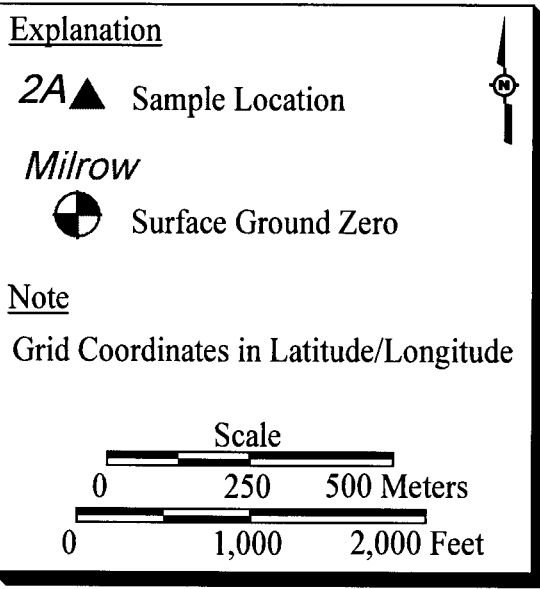 Explanation
N
2A Sample Location
Milrow
Surface Ground Zero
Note
Grid Coordinates in Latitude/Longitude
Scale
0 250 500 Meters
0 1,000 2,000 Feet